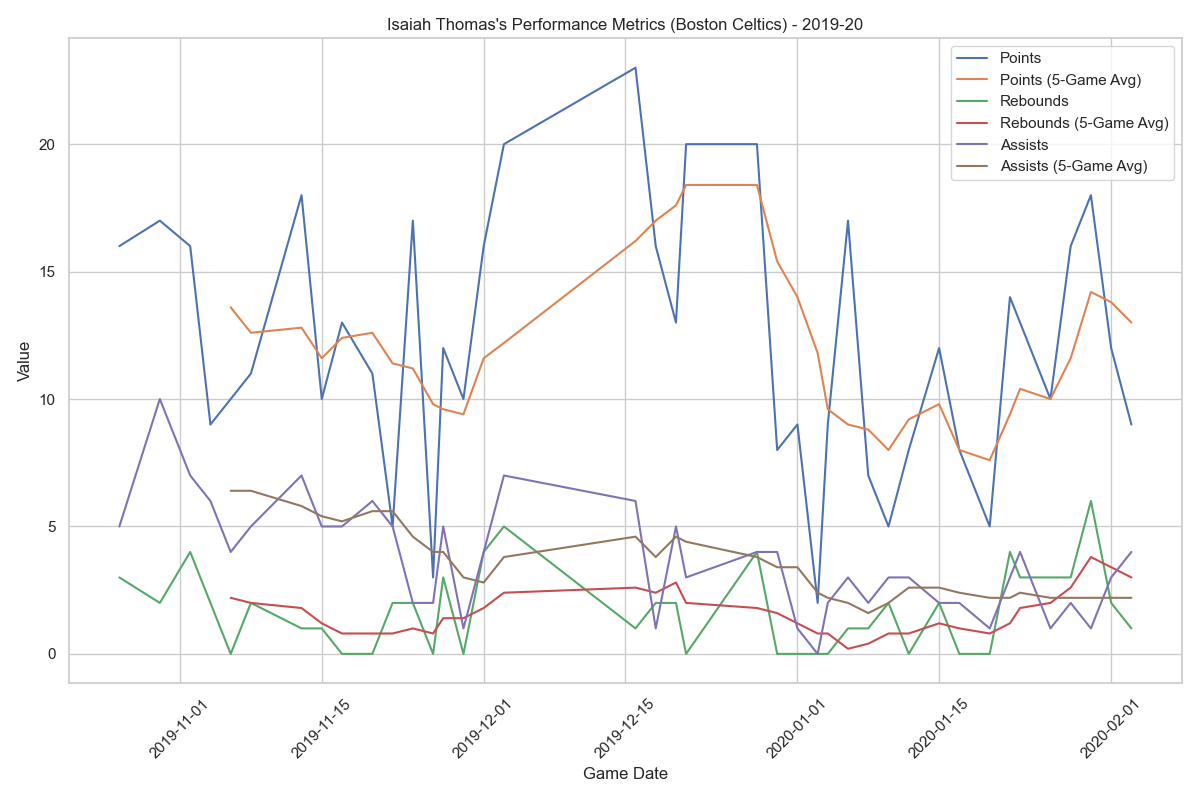 Isaiah Thomas's Performance Metrics (Boston Celtics) - 2019-20
Points
Points (5-Game Avg)
Rebounds
Rebounds (5-Game Avg)
Assists
Assists (5-Game Avg)
Value
20
15
10
5
0
2019-11-01
2019-11-15
2019-12-01
2019-12-15
2020-01-01
2020-01-15
2020-02-01
Game Date